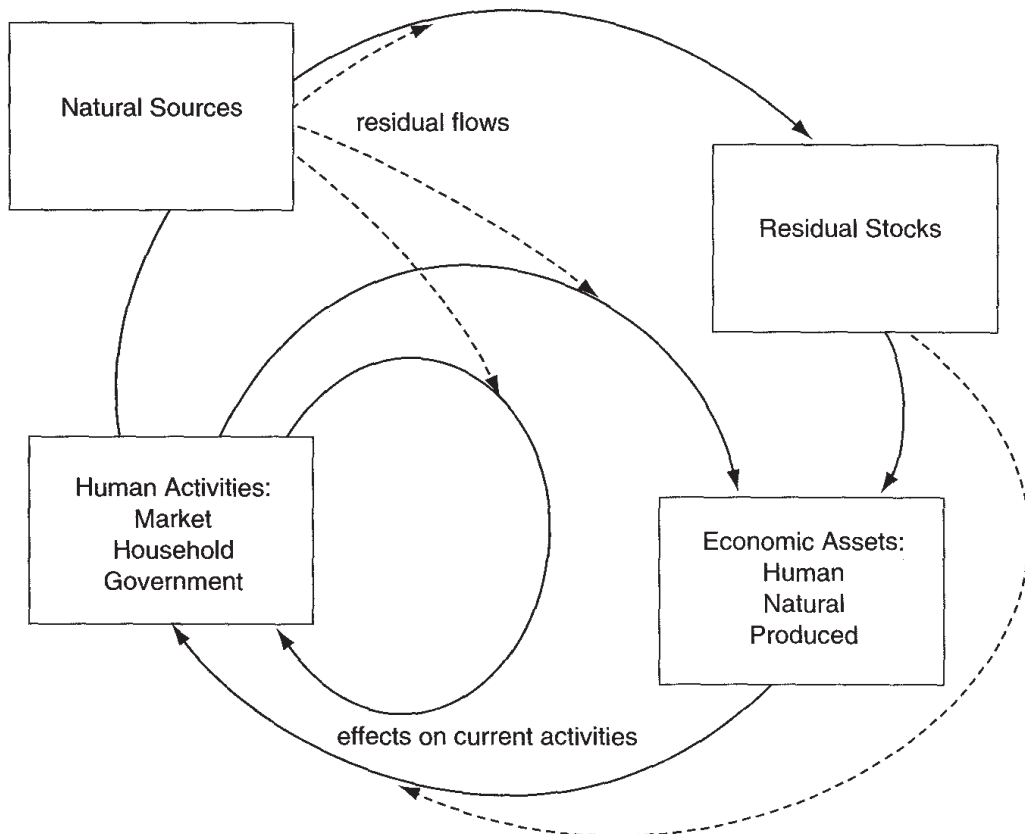 Natural Sources
residual flows
Residual Stocks
Human Activities:
Market
Household
Government
Economic Assets:
Human
Natural
Produced
effects on current activities